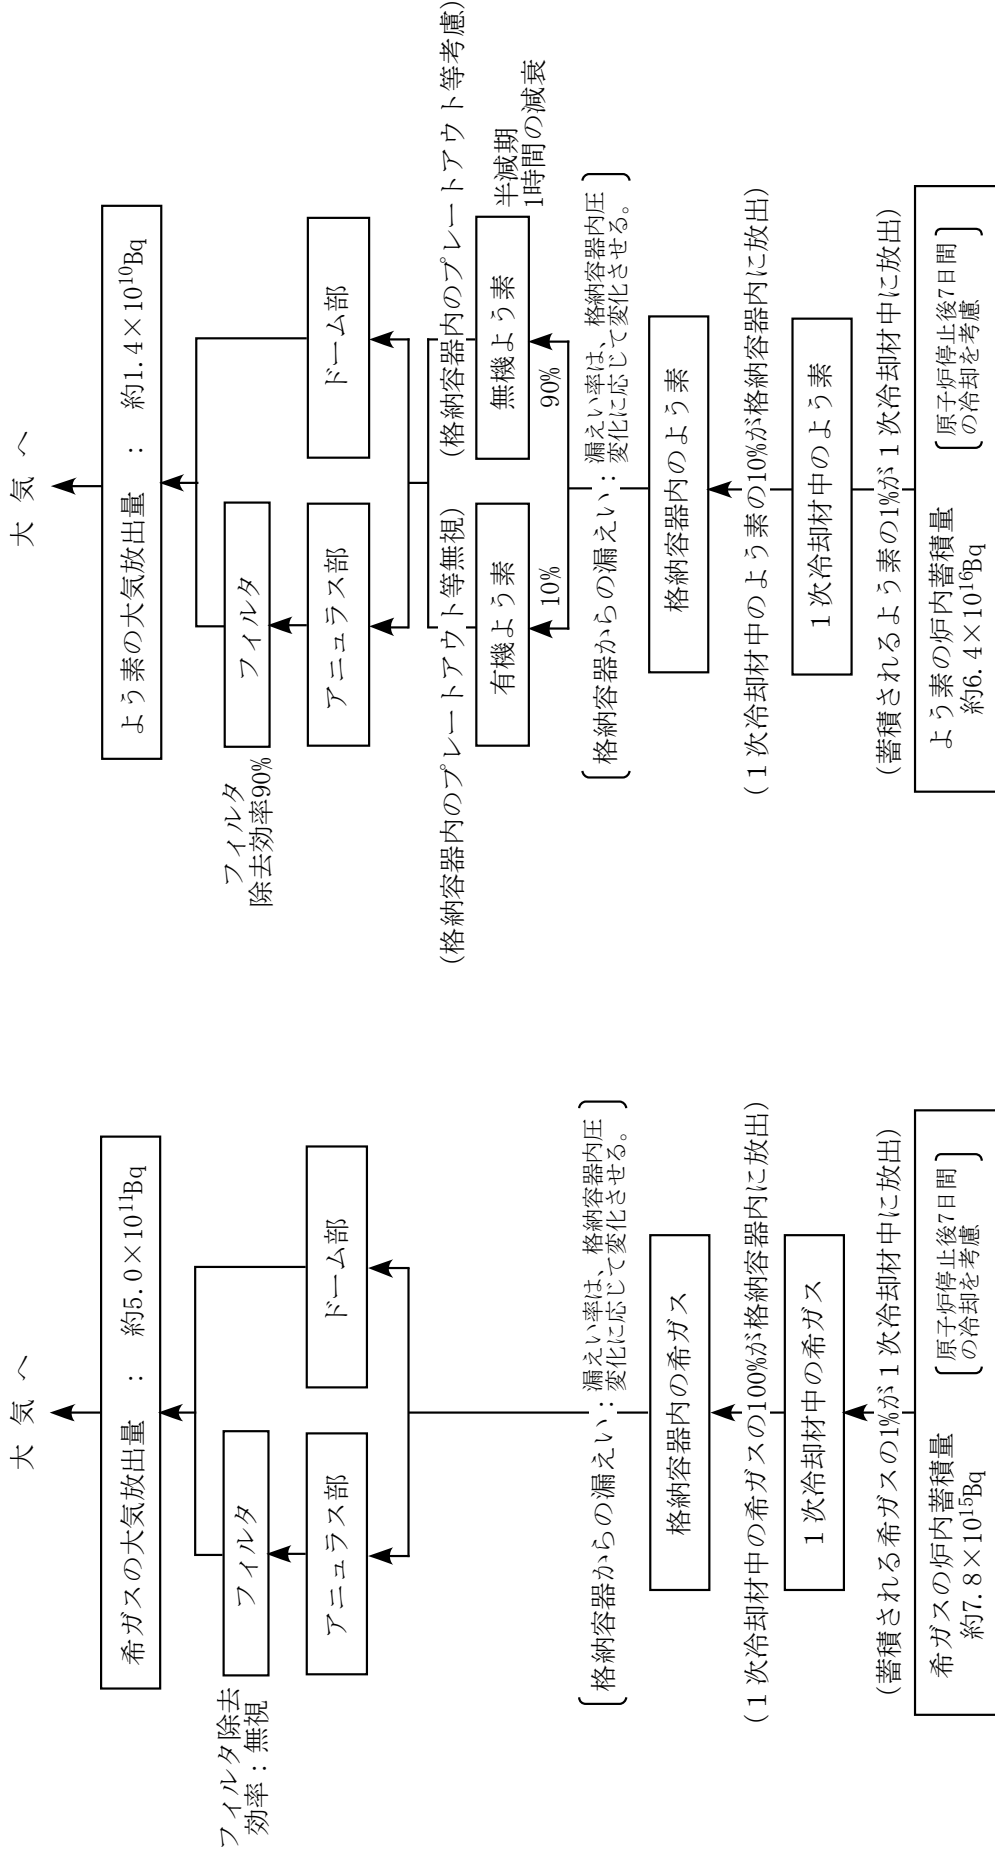 大 気 へ
希ガスの大気放出量 ： 約5.0×10¹¹Bq
フィルタ除去
効率：無視
フィルタ
アニュラス部
ドーム部
格納容器からの漏えい：漏えい率は、格納容器内圧
変化に応じて変化させる。
格納容器内の希ガス
(１次冷却材中の希ガスの100%が格納容器内に放出)
１次冷却材中の希ガス
(蓄積される希ガスの1%が１次冷却材中に放出)
希ガスの炉内蓄積量
約7.8×10¹⁵Bq
原子炉停止後7日間
の冷却を考慮
大 気 へ
よう素の大気放出量 ： 約1.4×10¹⁰Bq
フィルタ
除去効率90%
フィルタ
アニュラス部
ドーム部
(格納容器内のプレートアウト等無視)
(格納容器内のプレートアウト等考慮)
有機よう素
無機よう素
半減期
1時間の減衰
10%
90%
格納容器からの漏えい：漏えい率は、格納容器内圧
変化に応じて変化させる。
格納容器内のよう素
(１次冷却材中のよう素の10%が格納容器内に放出)
１次冷却材中のよう素
(蓄積されるよう素の1%が１次冷却材中に放出)
よう素の炉内蓄積量
約6.4×10¹⁶Bq
原子炉停止後7日間
の冷却を考慮